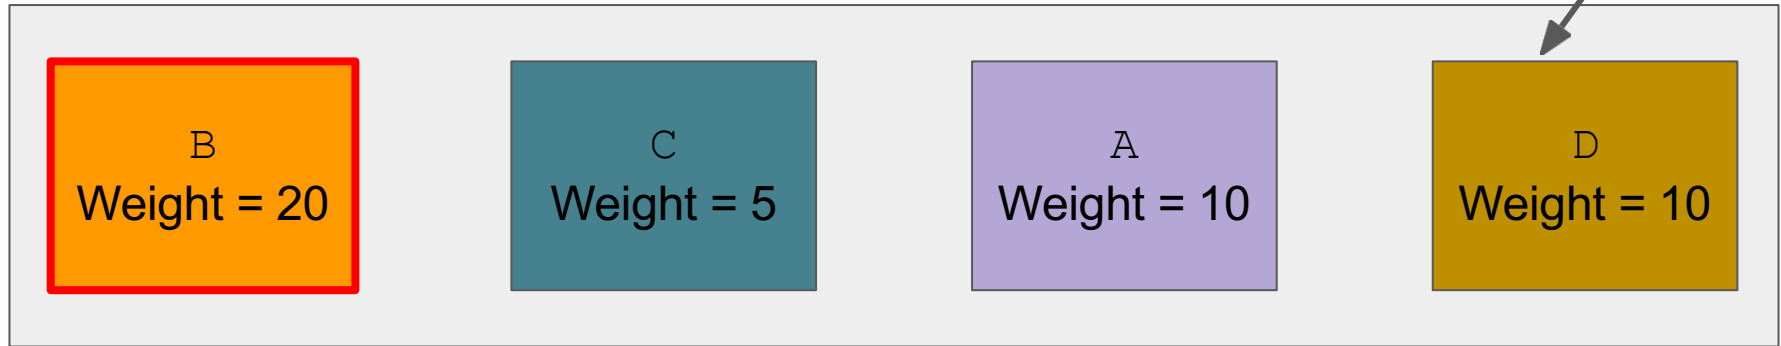 B
Weight = 20
C
Weight = 5
A
Weight = 10
D
Weight = 10